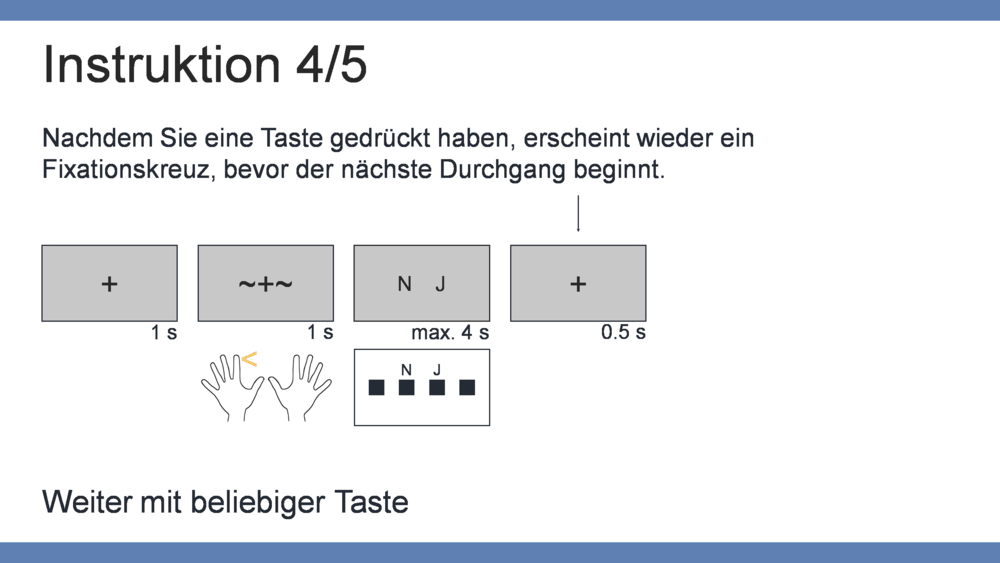 Instruktion 4/5
Nachdem Sie eine Taste gedrückt haben, erscheint wieder ein
Fixationskreuz, bevor der nächste Durchgang beginnt.
+
~+~
N J
+
1 s
1 s
max. 4 s
0.5 s
<
N J
Weiter mit beliebiger Taste